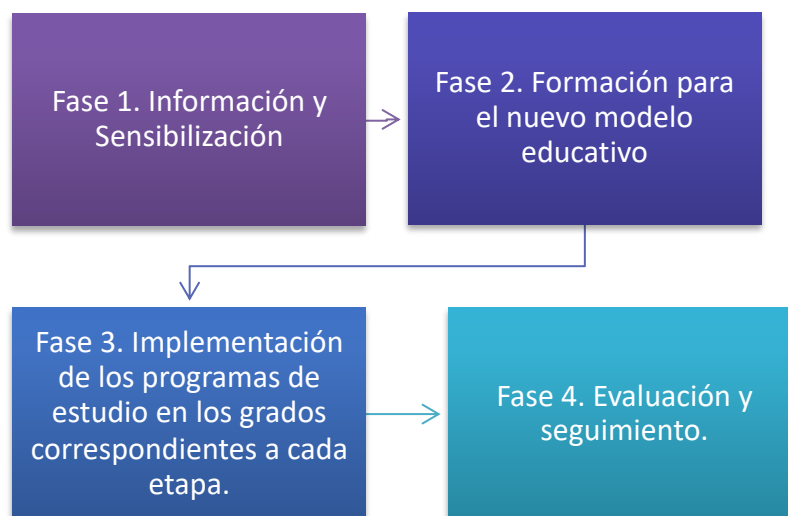 Fase 1. Información y
Sensibilización
Fase 2. Formación para
el nuevo modelo
educativo
Fase 3. Implementación
de los programas de
estudio en los grados
correspondientes a cada
etapa.
Fase 4. Evaluación y
seguimiento.